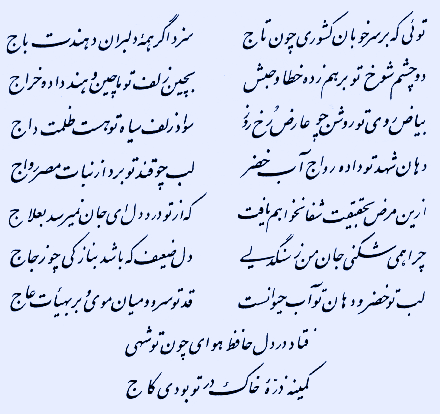 توئی که بر سر خوبان کشوری چون تاج سزد اگر همهٔ دلبران دهندت باج
دو چشم شوخ تو برهم زده خطا و حبش بچین زلف تو ماچین و هند داده خراج
بیاض روی تو روشن چو عارض رخ روز سواد زلف سیاه تو هست ظلمت داج
دهان شهد تو داده رواج آب خضر لب چو قند تو برد از نبات مصر رواج
ازین مرض بحقیقت شفا نخواهم یافت که از تو درد دل ای جان نمیرسد بعلاج
چرا همی شکنی جان من ز سنگدلی دل ضعیف که باشد بنازکی چو زجاج
لب تو خضر و دهان تو آب حیوانست قد تو سرو و میان موی و بر بهیأت عاج
فتاد در دل حافظ هوای چون تو شهی
کمینه ذرهٔ خاک در تو بودی کاج